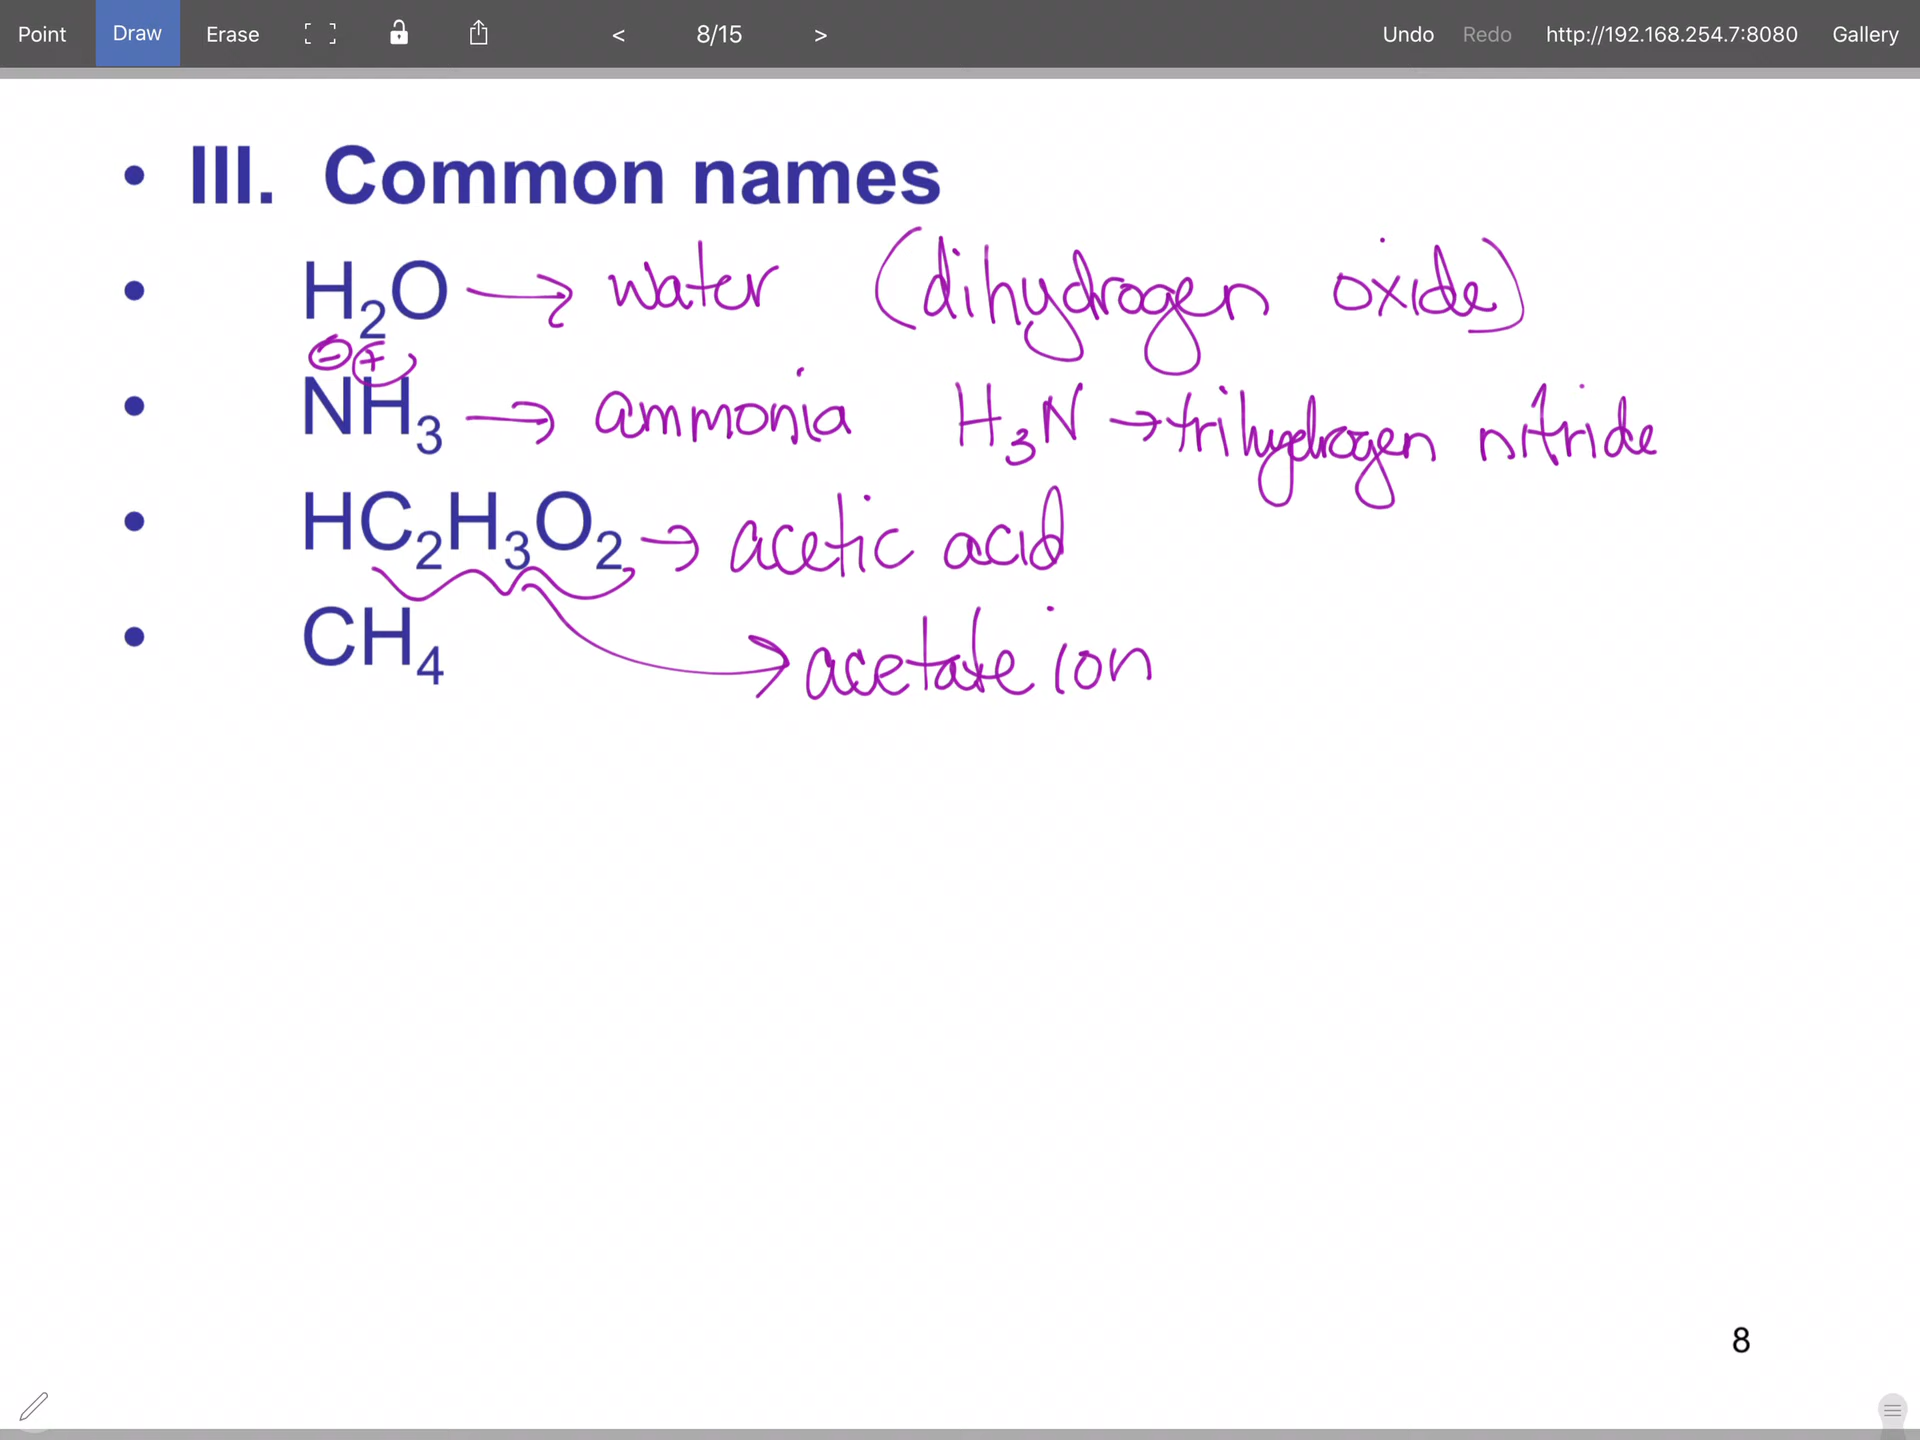 Point Draw Erase < 8/15 > Undo Redo http://192.168.254.7:8080 Gallery
• III. Common names
• H₂O → water (dihydrogen oxide)
⊖ ⊕
• NH₃ → ammonia H₃N → trihydrogen nitride
• HC₂H₃O₂ → acetic acid
• CH₄ → acetate ion
8